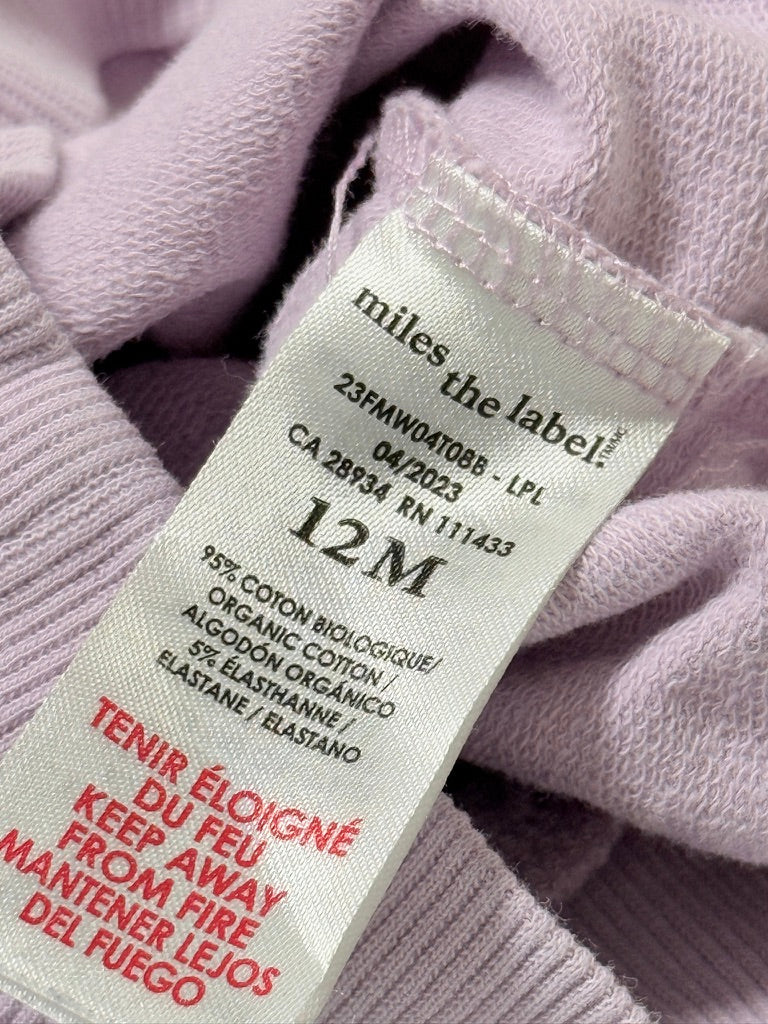 miles
the label.™/MC
23FMW04T08B - LPL
04/2023
CA 28934 RN 111433
12M
95% COTON BIOLOGIQUE/
ORGANIC COTTON /
ALGODÓN ORGÁNICO
5% ÉLASTHANNE /
ELASTANE / ELASTANO
TENIR ÉLOIGNÉ
DU FEU
KEEP AWAY
FROM FIRE
MANTENER LEJOS
DEL FUEGO